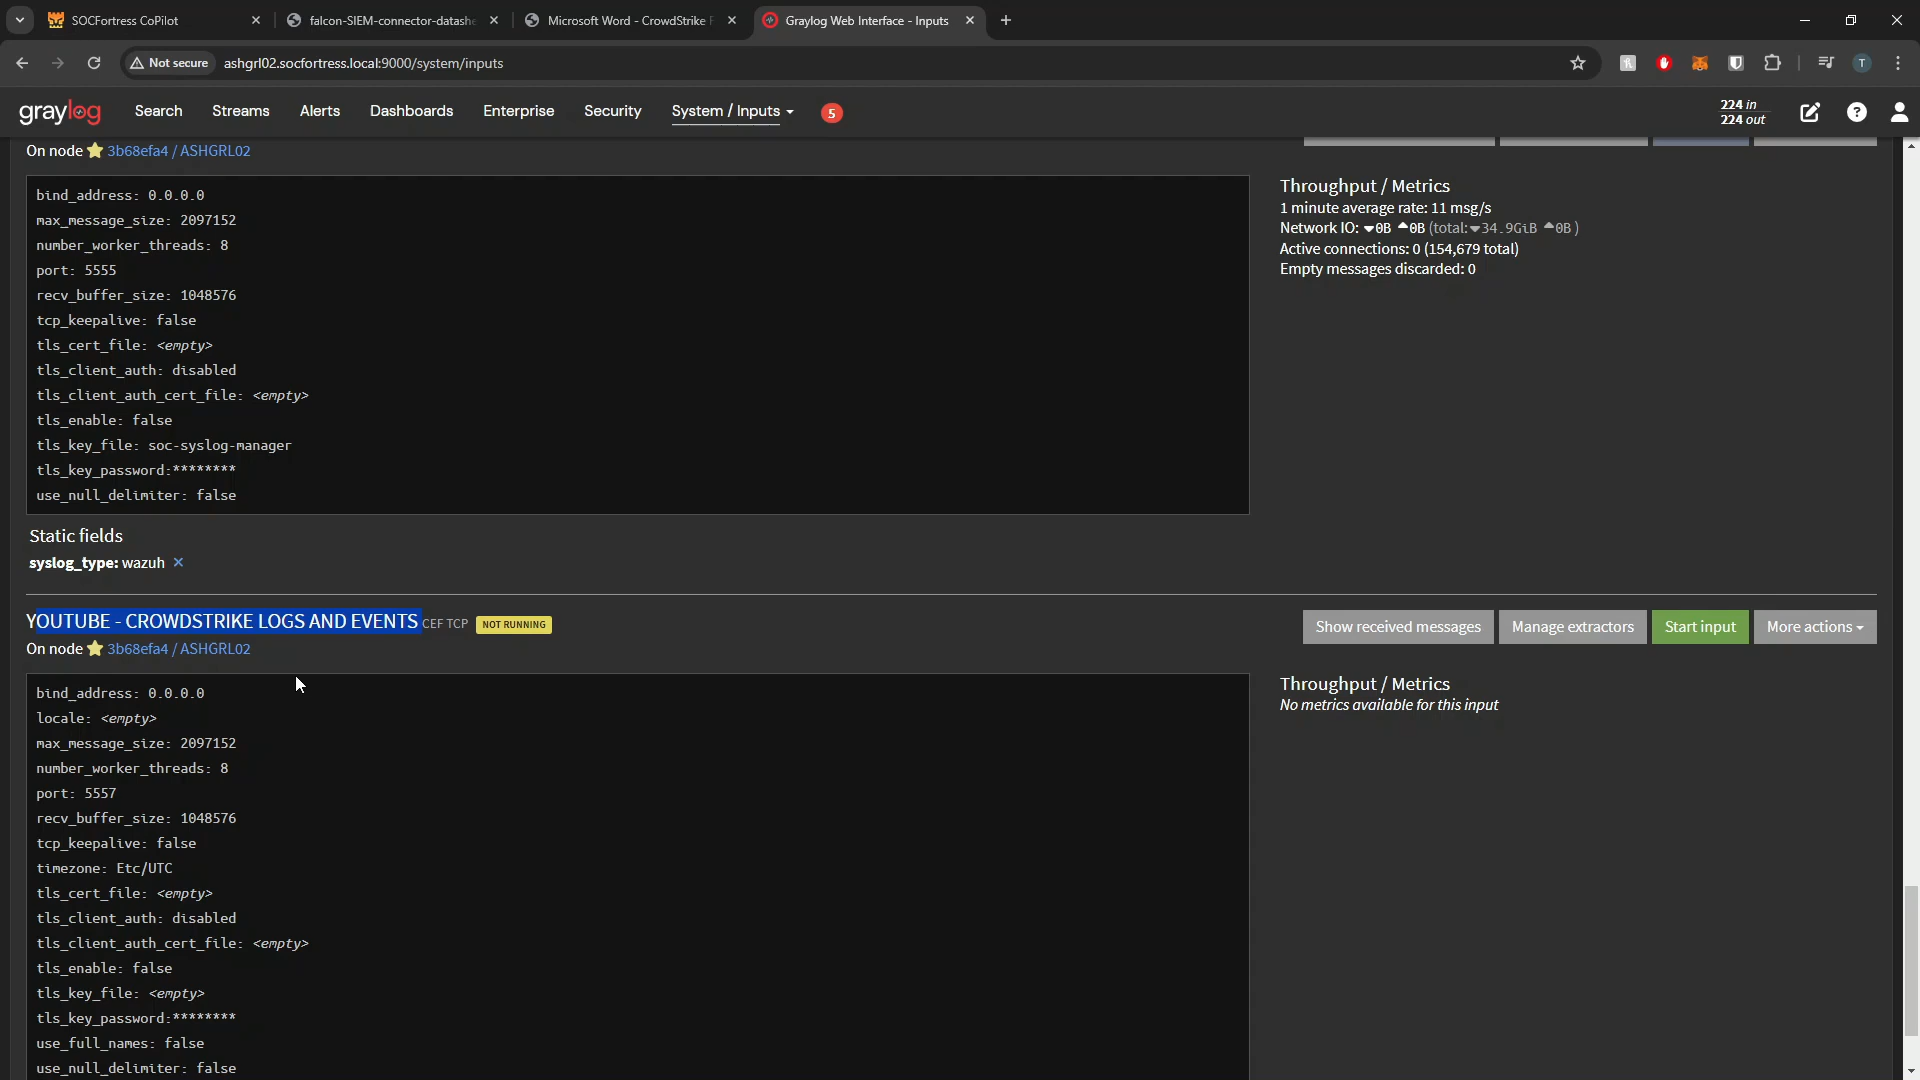 SOCFortress CoPilot
falcon-SIEM-connector-datashe
Microsoft Word - CrowdStrike F
Graylog Web Interface - Inputs
Not secure
ashgrl02.socfortress.local:9000/system/inputs
T
graylog
Search
Streams
Alerts
Dashboards
Enterprise
Security
System / Inputs
5
224 in
224 out
On node 3b68efa4 / ASHGRL02
bind_address: 0.0.0.0
max_message_size: 2097152
number_worker_threads: 8
port: 5555
recv_buffer_size: 1048576
tcp_keepalive: false
tls_cert_file: <empty>
tls_client_auth: disabled
tls_client_auth_cert_file: <empty>
tls_enable: false
tls_key_file: soc-syslog-manager
tls_key_password:********
use_null_delimiter: false
Throughput / Metrics
1 minute average rate: 11 msg/s
Network IO: 0B 0B (total: 34.9GiB 0B )
Active connections: 0 (154,679 total)
Empty messages discarded: 0
Static fields
syslog_type: wazuh
YOUTUBE - CROWDSTRIKE LOGS AND EVENTS CEF TCP NOT RUNNING
On node 3b68efa4 / ASHGRL02
Show received messages
Manage extractors
Start input
More actions
bind_address: 0.0.0.0
locale: <empty>
max_message_size: 2097152
number_worker_threads: 8
port: 5557
recv_buffer_size: 1048576
tcp_keepalive: false
timezone: Etc/UTC
tls_cert_file: <empty>
tls_client_auth: disabled
tls_client_auth_cert_file: <empty>
tls_enable: false
tls_key_file: <empty>
tls_key_password:********
use_full_names: false
use_null_delimiter: false
Throughput / Metrics
No metrics available for this input